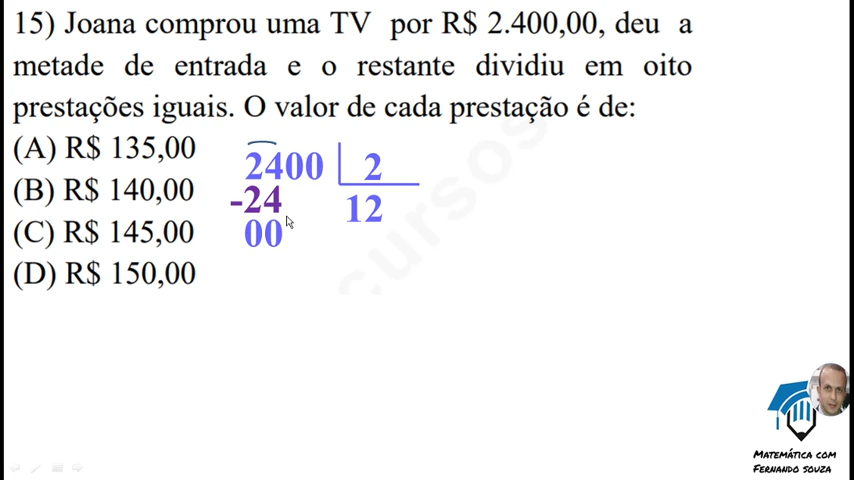 15) Joana comprou uma TV por R$ 2.400,00, deu a
metade de entrada e o restante dividiu em oito
prestações iguais. O valor de cada prestação é de:
(A) R$ 135,00
(B) R$ 140,00
(C) R$ 145,00
(D) R$ 150,00
2400 2
-24 12
00
cursos
MATEMÁTICA COM
FERNANDO SOUZA